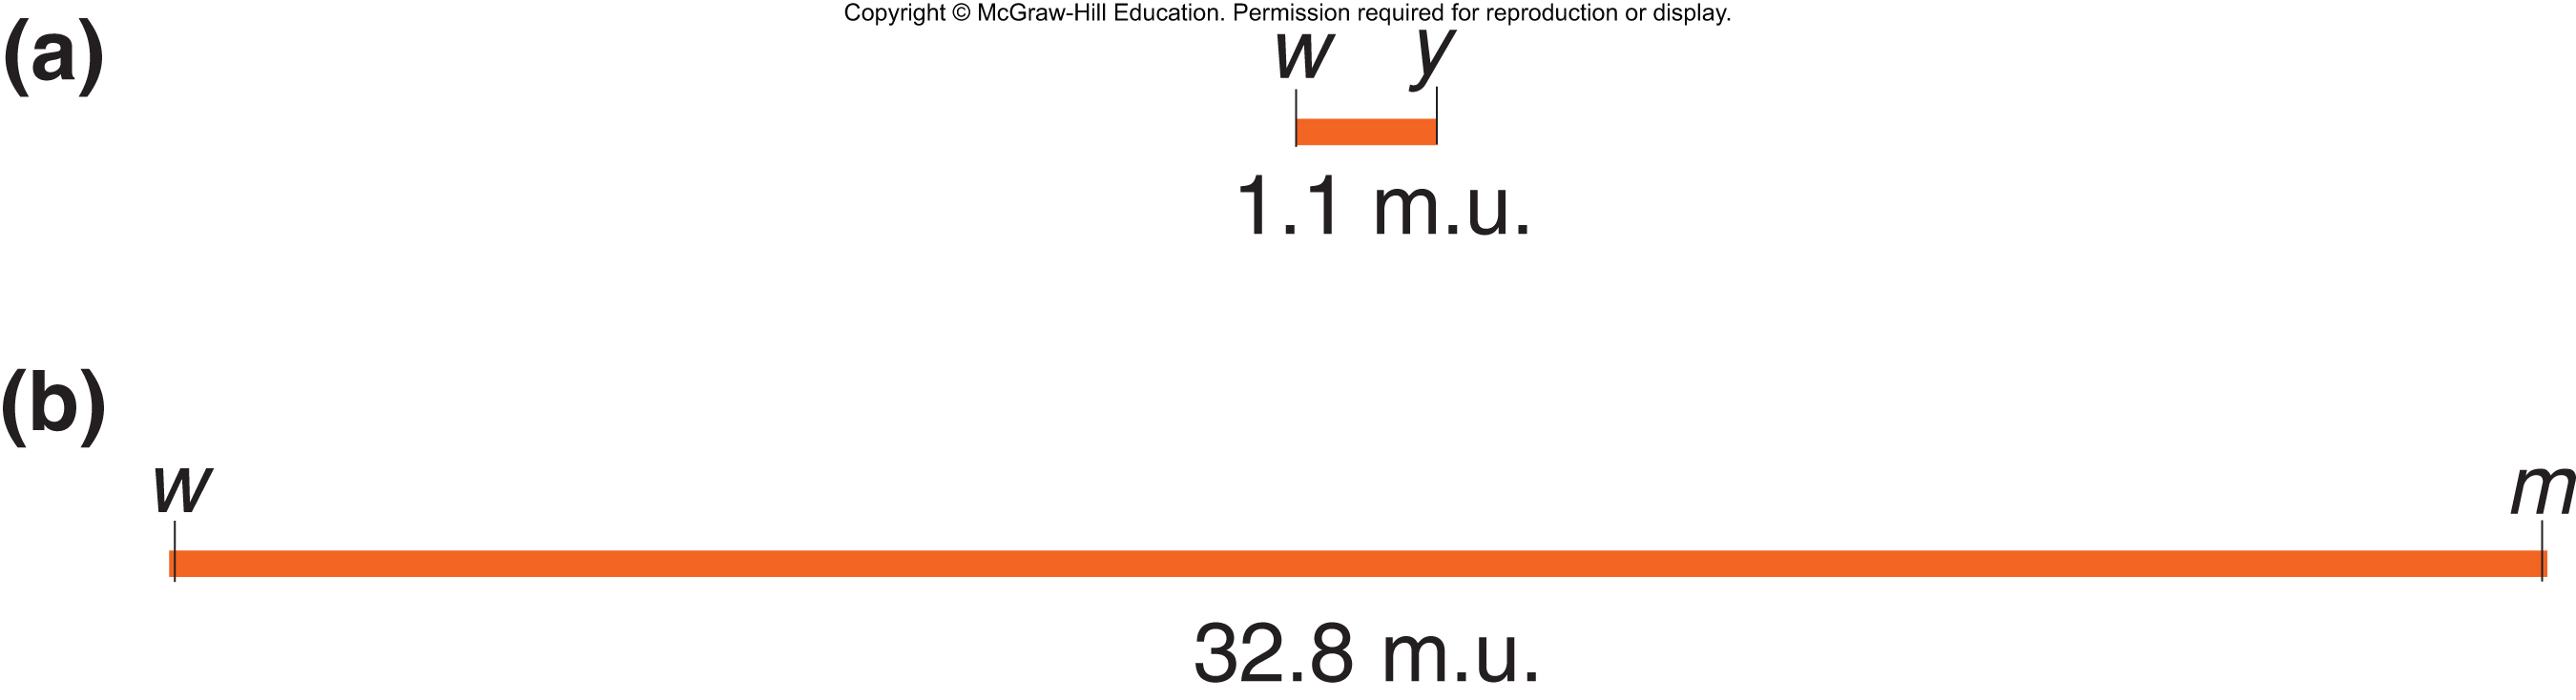 Copyright © McGraw-Hill Education. Permission required for reproduction or display.
(a)
w y
1.1 m.u.
(b)
w m
32.8 m.u.